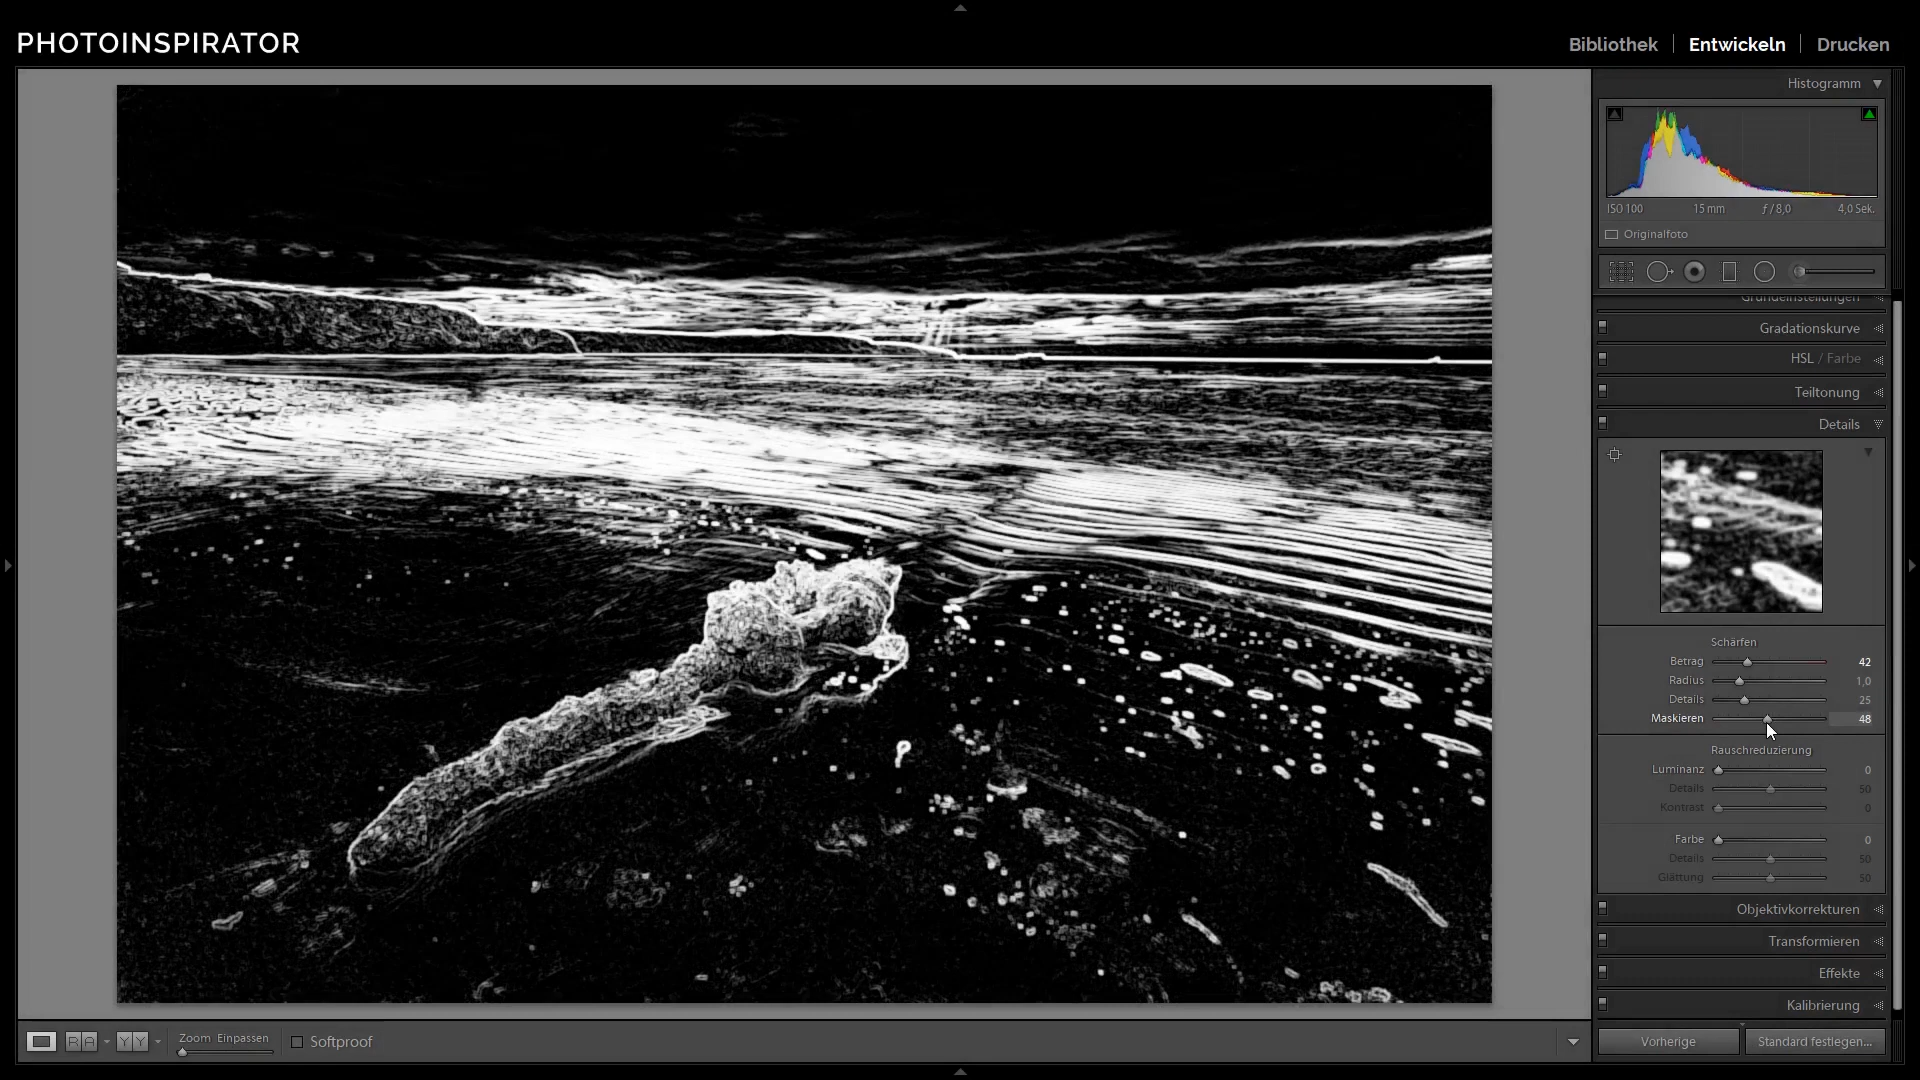 PHOTOINSPIRATOR
Bibliothek | Entwickeln | Drucken
Histogramm
ISO 100 15 mm ƒ / 8,0 4,0 Sek.
Originalfoto
Grundeinstellungen
Gradationskurve
HSL / Farbe
Teiltonung
Details
Schärfen
Betrag 42
Radius 1,0
Details 25
Maskieren 48
Rauschreduzierung
Luminanz 0
Details 50
Kontrast 0
Farbe 0
Details 50
Glättung 50
Objektivkorrekturen
Transformieren
Effekte
Kalibrierung
R A Y Y Zoom Einpassen Softproof
Vorherige Standard festlegen...